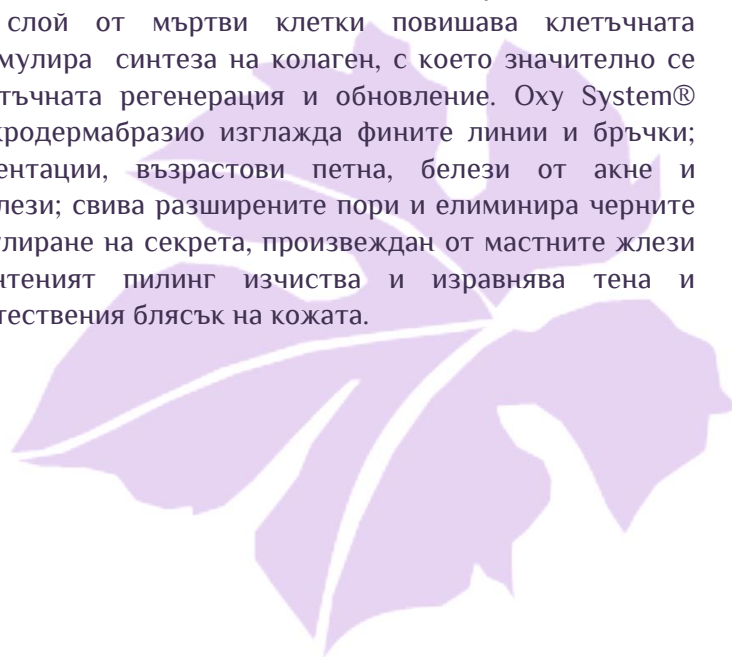 слой от мъртви клетки повишава клетъчната
мулира синтеза на колаген, с което значително се
тъчната регенерация и обновление. Oxy System®
кродермабразио изглажда фините линии и бръчки;
ентации, възрастови петна, белези от акне и
лези; свива разширените пори и елиминира черните
лиране на секрета, произвеждан от мастните жлези
нтеният пилинг изчиства и изравнява тена и
тествения блясък на кожата.